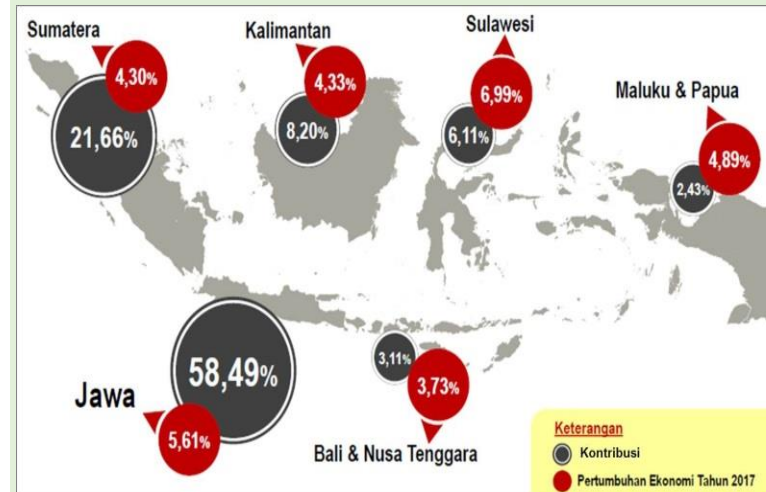 Sumatera
4,30%
21,66%
Kalimantan
4,33%
8,20%
Sulawesi
6,99%
6,11%
Maluku & Papua
4,89%
2,43%
58,49%
Jawa
5,61%
3,11%
3,73%
Bali & Nusa Tenggara
Keterangan
Kontribusi
Pertumbuhan Ekonomi Tahun 2017